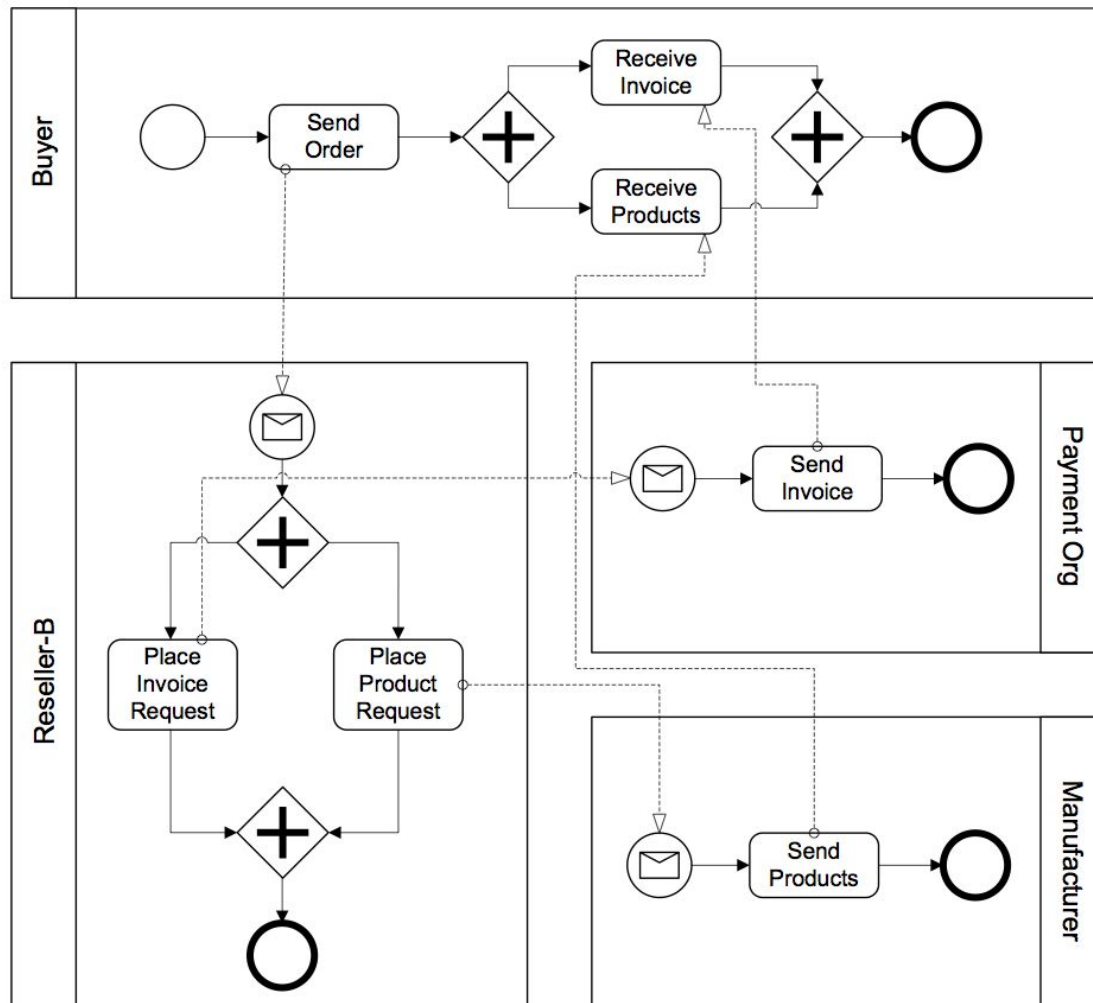 Buyer
Send
Order
Receive
Invoice
Receive
Products
Reseller-B
Place
Invoice
Request
Place
Product
Request
Payment Org
Send
Invoice
Manufacturer
Send
Products